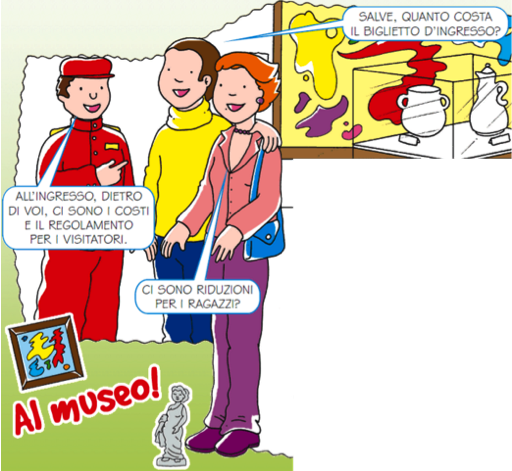 SALVE, QUANTO COSTA
IL BIGLIETTO D'INGRESSO?
ALL'INGRESSO, DIETRO
DI VOI, CI SONO I COSTI
E IL REGOLAMENTO
PER I VISITATORI.
CI SONO RIDUZIONI
PER I RAGAZZI?
Al museo!